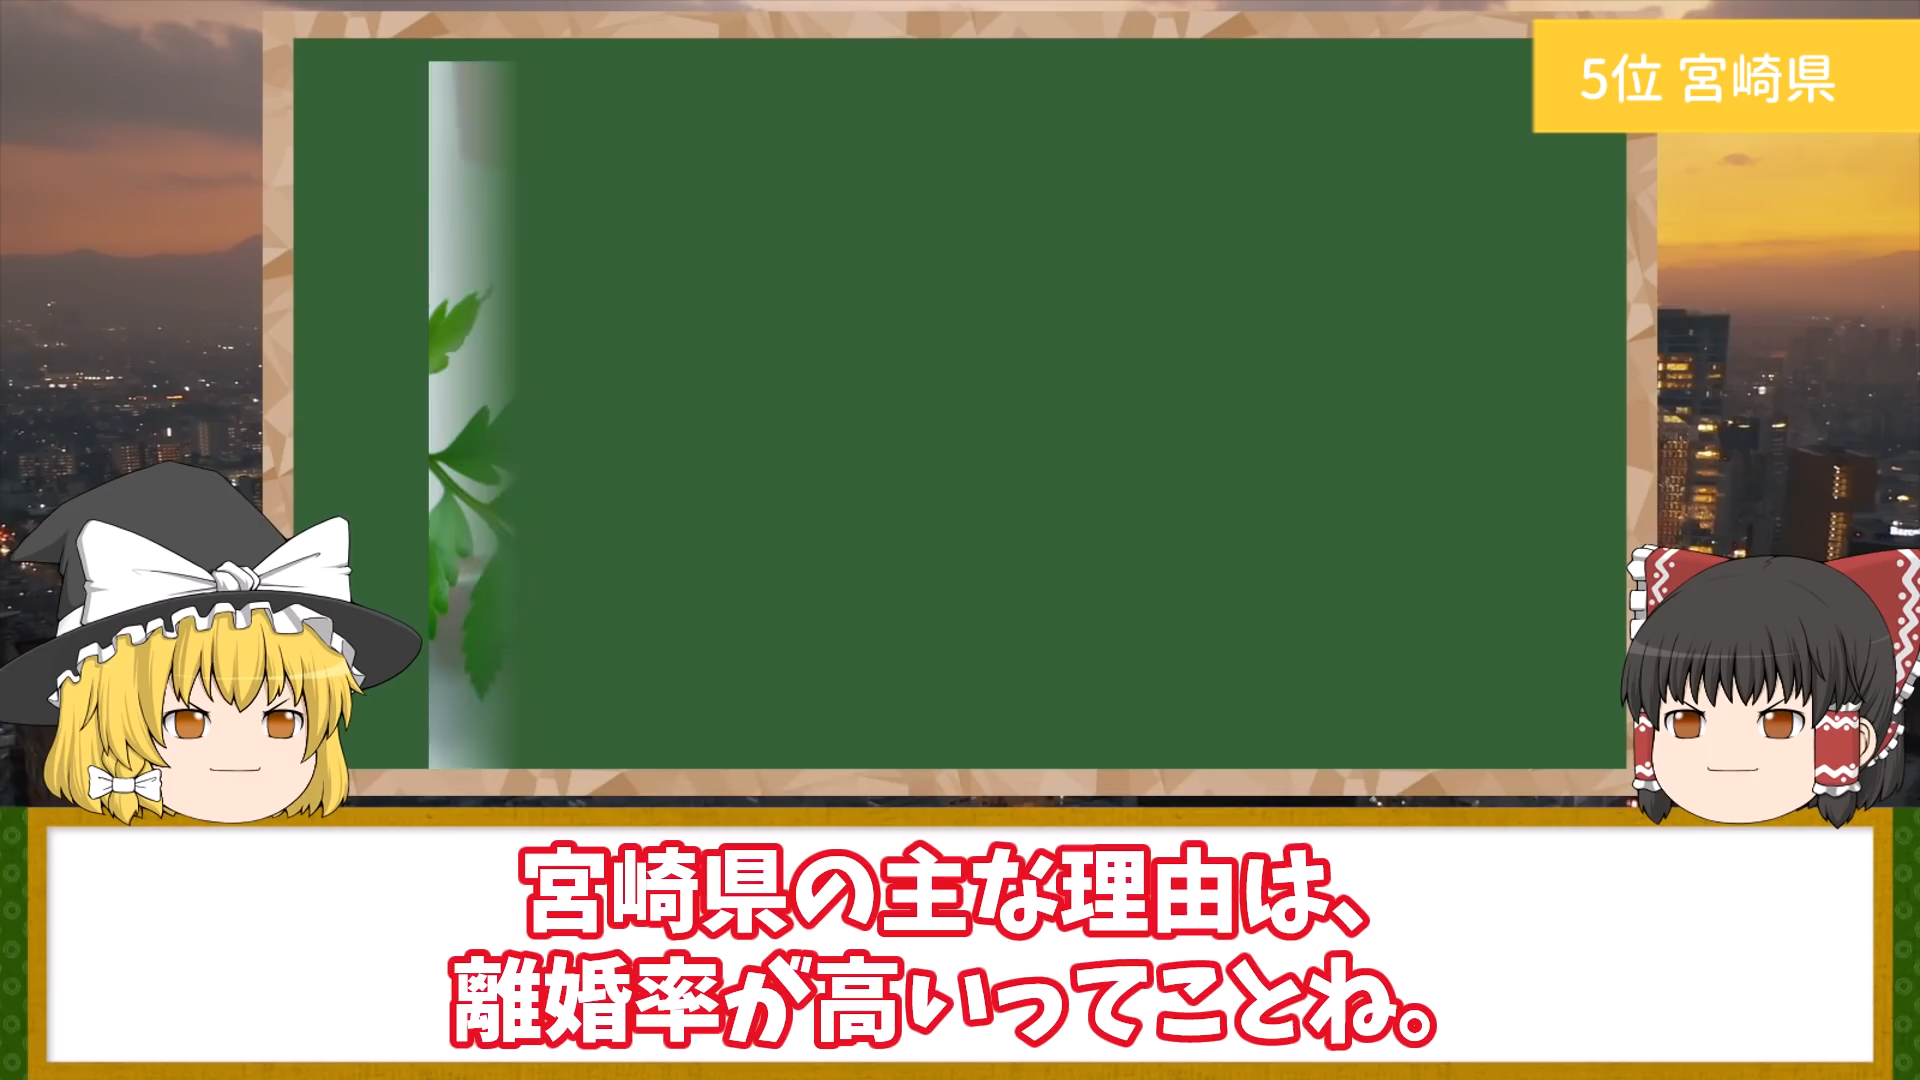 5位 宮崎県
宮崎県の主な理由は、
離婚率が高いってことね。